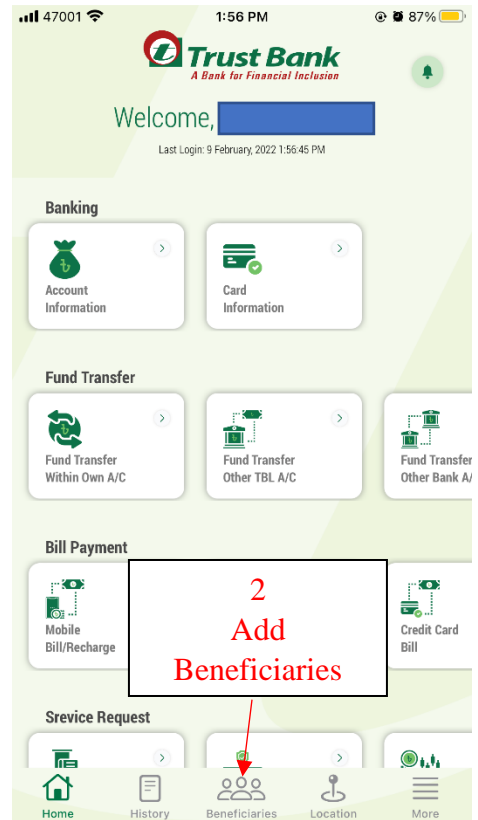 47001 1:56 PM 87%
Trust Bank
A Bank for Financial Inclusion
Welcome,
Last Login: 9 February, 2022 1:56:45 PM
Banking
Account
Information
Card
Information
Fund Transfer
Fund Transfer
Within Own A/C
Fund Transfer
Other TBL A/C
Fund Transfer
Other Bank A/
Bill Payment
Mobile
Bill/Recharge
2
Add
Beneficiaries
Credit Card
Bill
Srevice Request
Home History Beneficiaries Location More